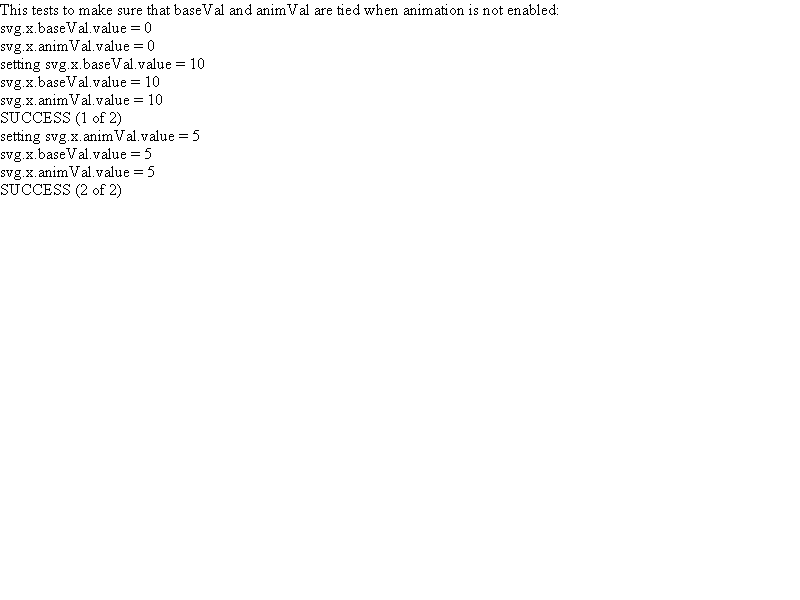 This tests to make sure that baseVal and animVal are tied when animation is not enabled:
svg.x.baseVal.value = 0
svg.x.animVal.value = 0
setting svg.x.baseVal.value = 10
svg.x.baseVal.value = 10
svg.x.animVal.value = 10
SUCCESS (1 of 2)
setting svg.x.animVal.value = 5
svg.x.baseVal.value = 5
svg.x.animVal.value = 5
SUCCESS (2 of 2)